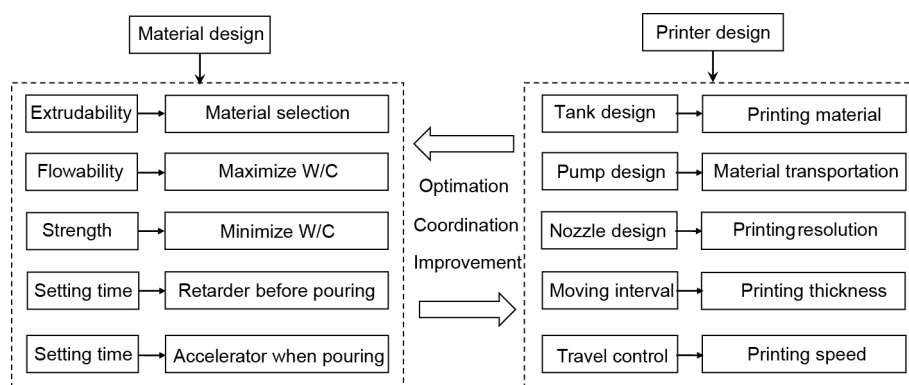 Material design
Printer design
Extrudability
Material selection
Flowability
Maximize W/C
Strength
Minimize W/C
Setting time
Retarder before pouring
Setting time
Accelerator when pouring
Optimation
Coordination
Improvement
Tank design
Printing material
Pump design
Material transportation
Nozzle design
Printing resolution
Moving interval
Printing thickness
Travel control
Printing speed